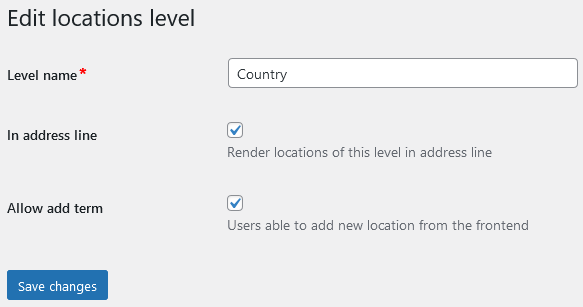 Edit locations level
Level name*
Country
In address line
Render locations of this level in address line
Allow add term
Users able to add new location from the frontend
Save changes